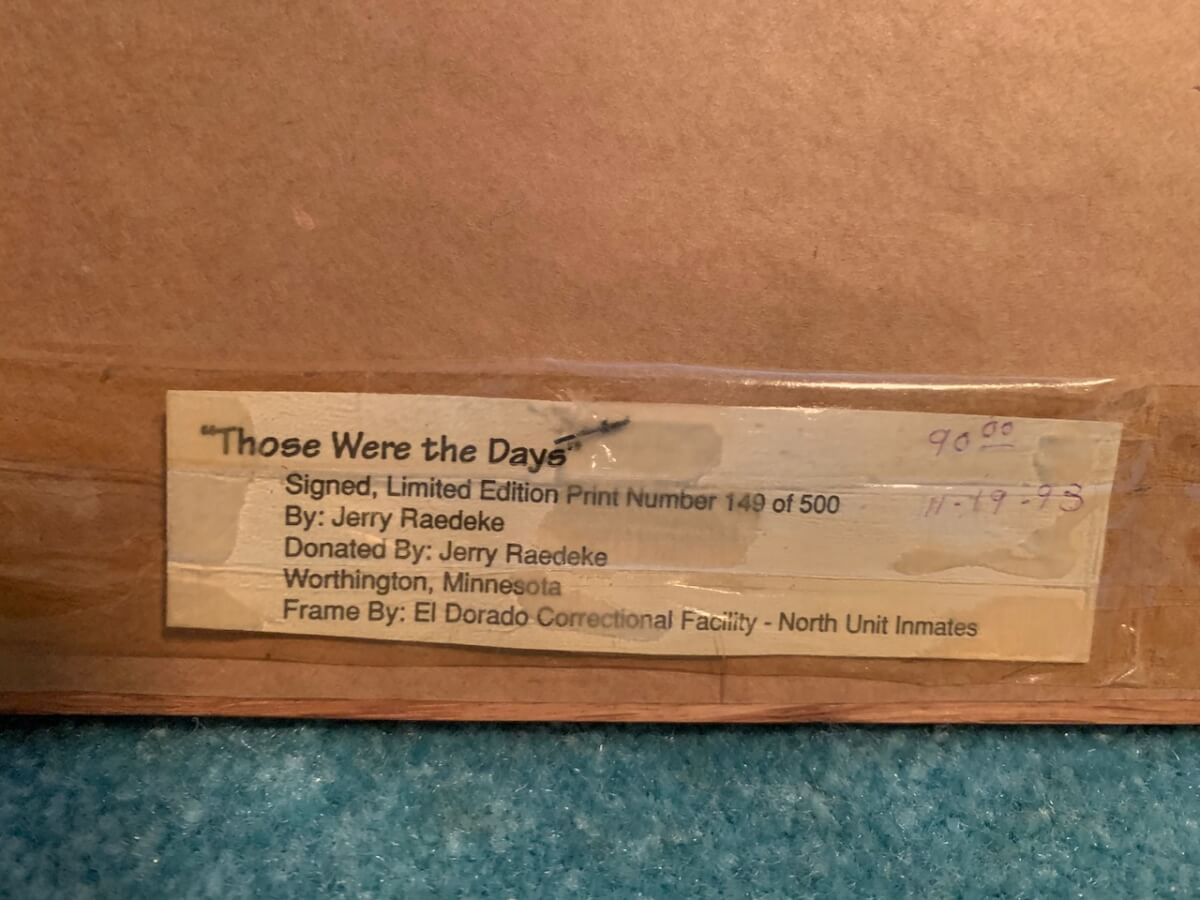 "Those Were the Days"
90 00
Signed, Limited Edition Print Number 149 of 500
11-19-93
By: Jerry Raedeke
Donated By: Jerry Raedeke
Worthington, Minnesota
Frame By: El Dorado Correctional Facility - North Unit Inmates